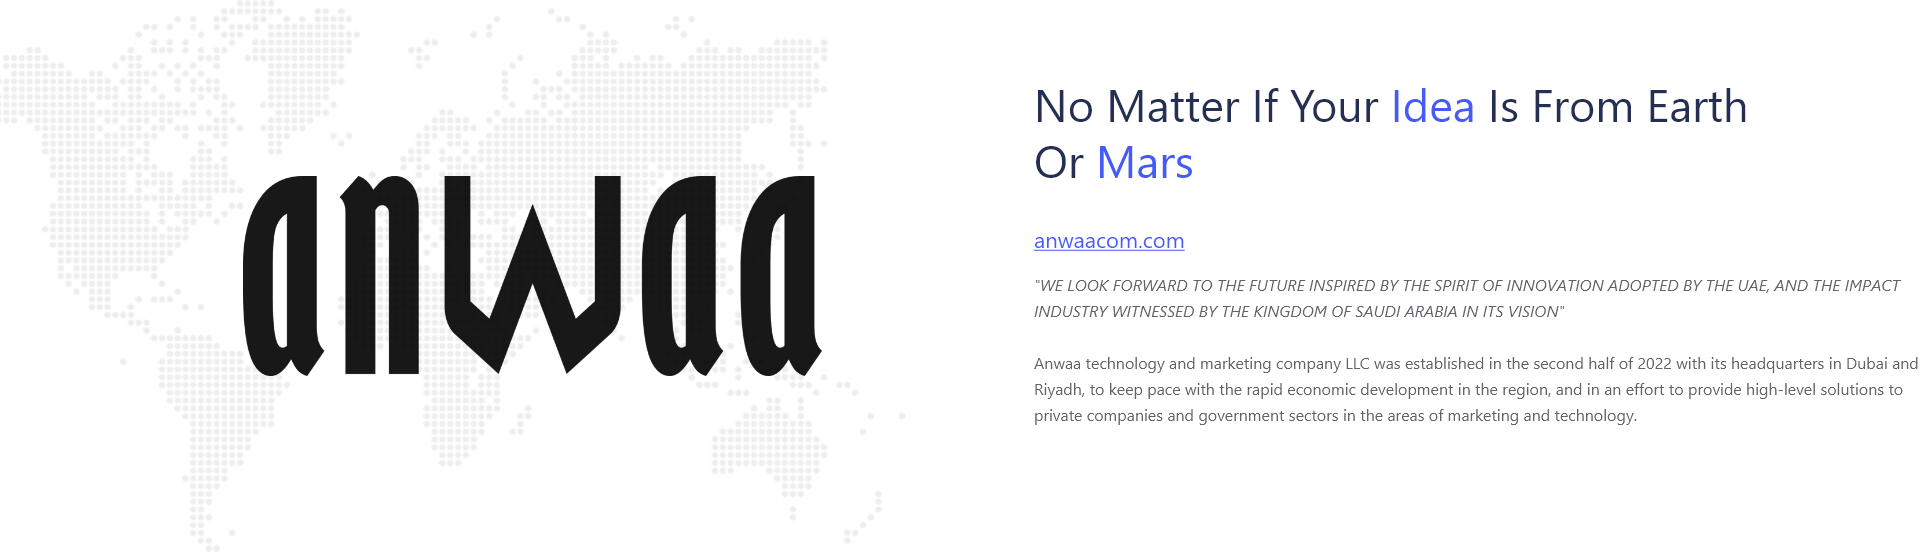 anwaa
No Matter If Your Idea Is From Earth
Or Mars
anwaacom.com
"WE LOOK FORWARD TO THE FUTURE INSPIRED BY THE SPIRIT OF INNOVATION ADOPTED BY THE UAE, AND THE IMPACT
INDUSTRY WITNESSED BY THE KINGDOM OF SAUDI ARABIA IN ITS VISION"
Anwaa technology and marketing company LLC was established in the second half of 2022 with its headquarters in Dubai and
Riyadh, to keep pace with the rapid economic development in the region, and in an effort to provide high-level solutions to
private companies and government sectors in the areas of marketing and technology.